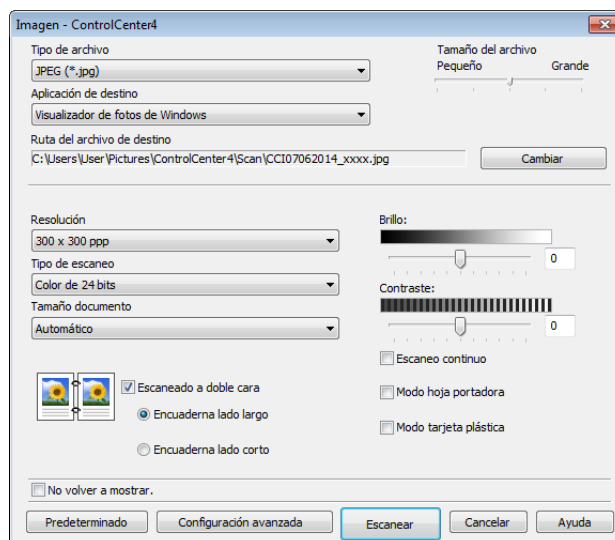 Imagen - ControlCenter4
Tipo de archivo
JPEG (*.jpg)
Tamaño del archivo
Pequeño Grande
Aplicación de destino
Visualizador de fotos de Windows
Ruta del archivo de destino
C:\Users\User\Pictures\ControlCenter4\Scan\CCI07062014_xxxx.jpg
Cambiar
Resolución
300 x 300 ppp
Tipo de escaneo
Color de 24 bits
Tamaño documento
Automático
Brillo:
0
Contraste:
0
Escaneado a doble cara
Encuaderna lado largo
Encuaderna lado corto
Escaneo continuo
Modo hoja portadora
Modo tarjeta plástica
No volver a mostrar.
Predeterminado Configuración avanzada Escanear Cancelar Ayuda